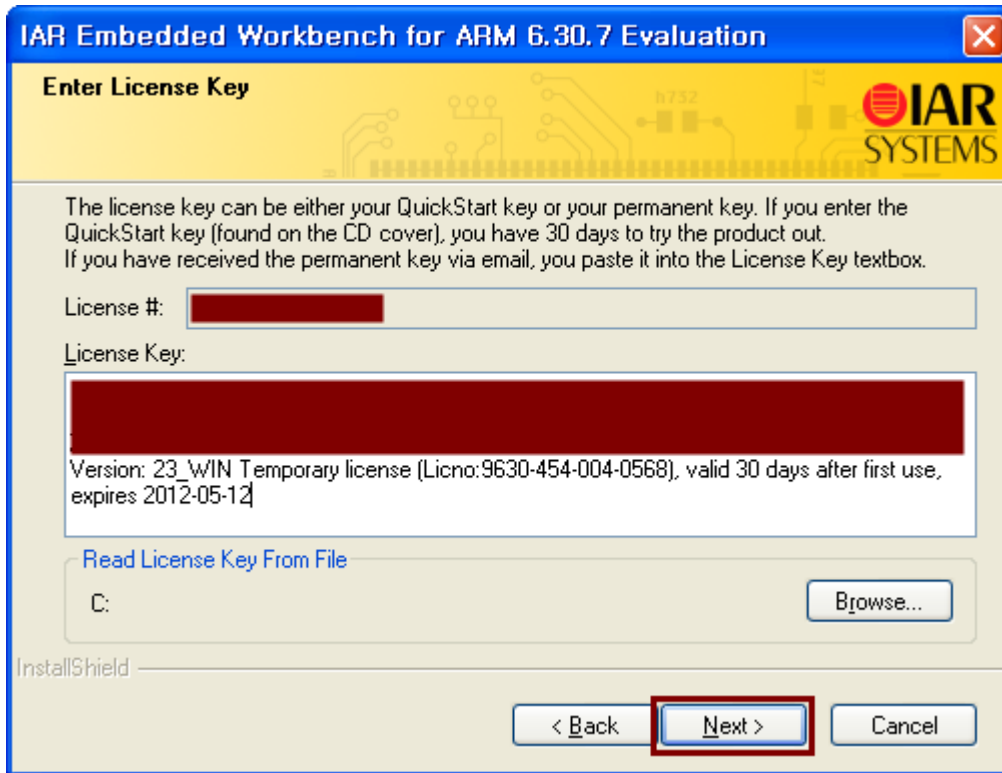 IAR Embedded Workbench for ARM 6.30.7 Evaluation
Enter License Key
h732
IAR
SYSTEMS
The license key can be either your QuickStart key or your permanent key. If you enter the
QuickStart key (found on the CD cover), you have 30 days to try the product out.
If you have received the permanent key via email, you paste it into the License Key textbox.
License #:
License Key:
Version: 23_WIN Temporary license (Licno:9630-454-004-0568), valid 30 days after first use,
expires 2012-05-12
Read License Key From File
C:
Browse...
InstallShield
< Back
Next >
Cancel